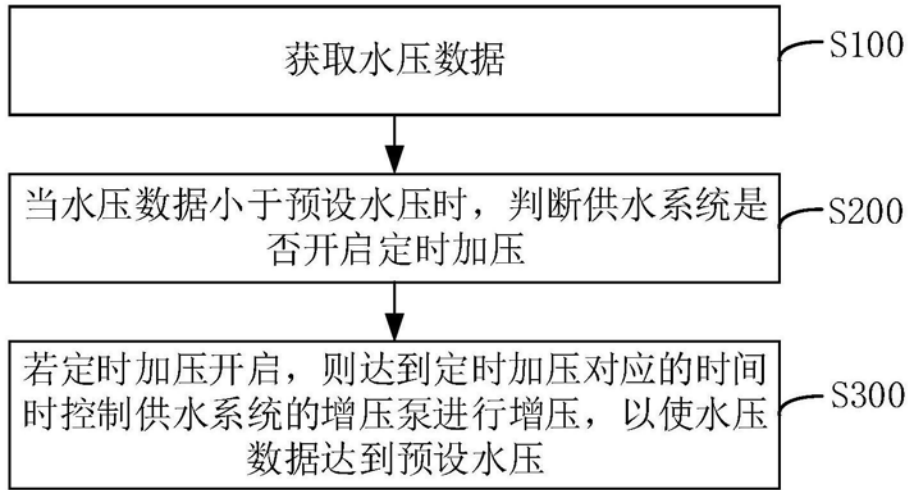 获取水压数据
S100
当水压数据小于预设水压时，判断供水系统是
否开启定时加压
S200
若定时加压开启，则达到定时加压对应的时间
时控制供水系统的增压泵进行增压，以使水压
数据达到预设水压
S300